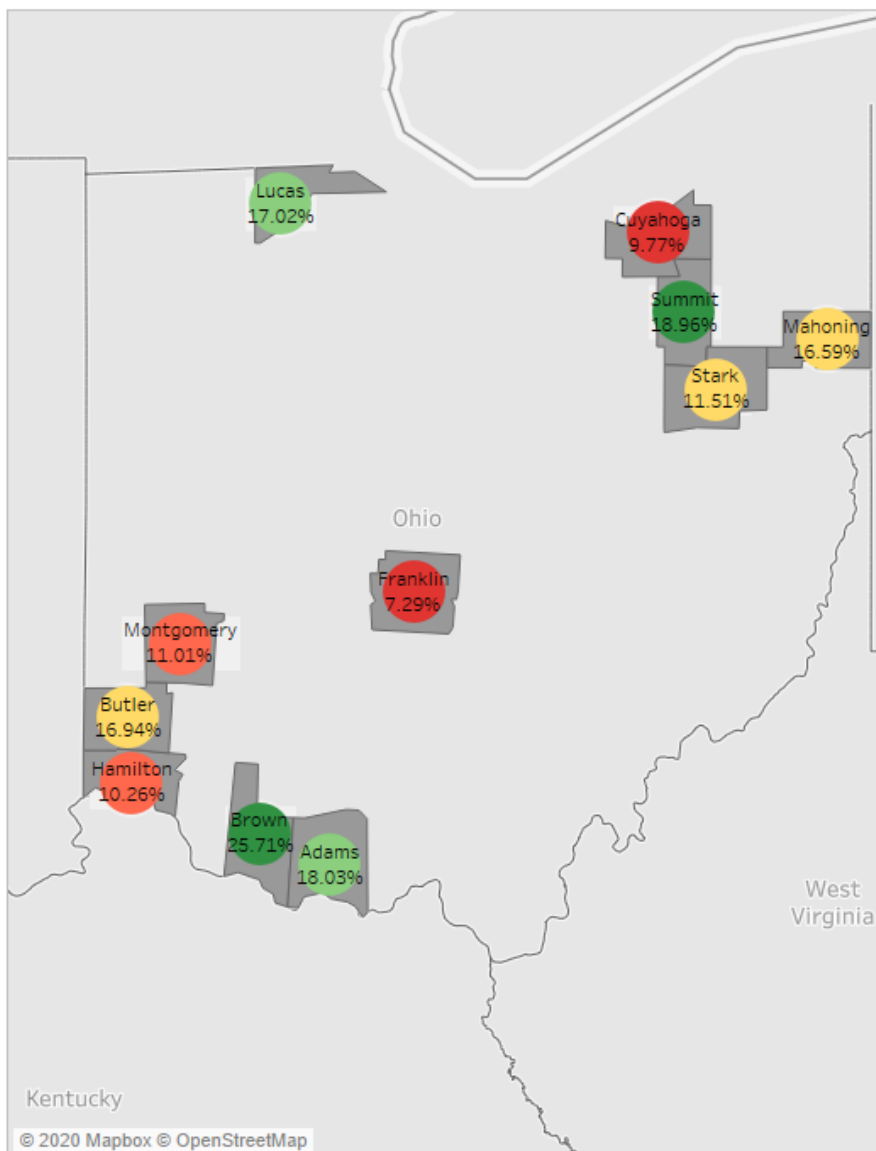 Lucas
17.02%
Cuyahoga
9.77%
Summit
18.96%
Mahoning
16.59%
Stark
11.51%
Ohio
Franklin
7.29%
Montgomery
11.01%
Butler
16.94%
Hamilton
10.26%
Brown
25.71%
Adams
18.03%
West
Virginia
Kentucky
© 2020 Mapbox © OpenStreetMap